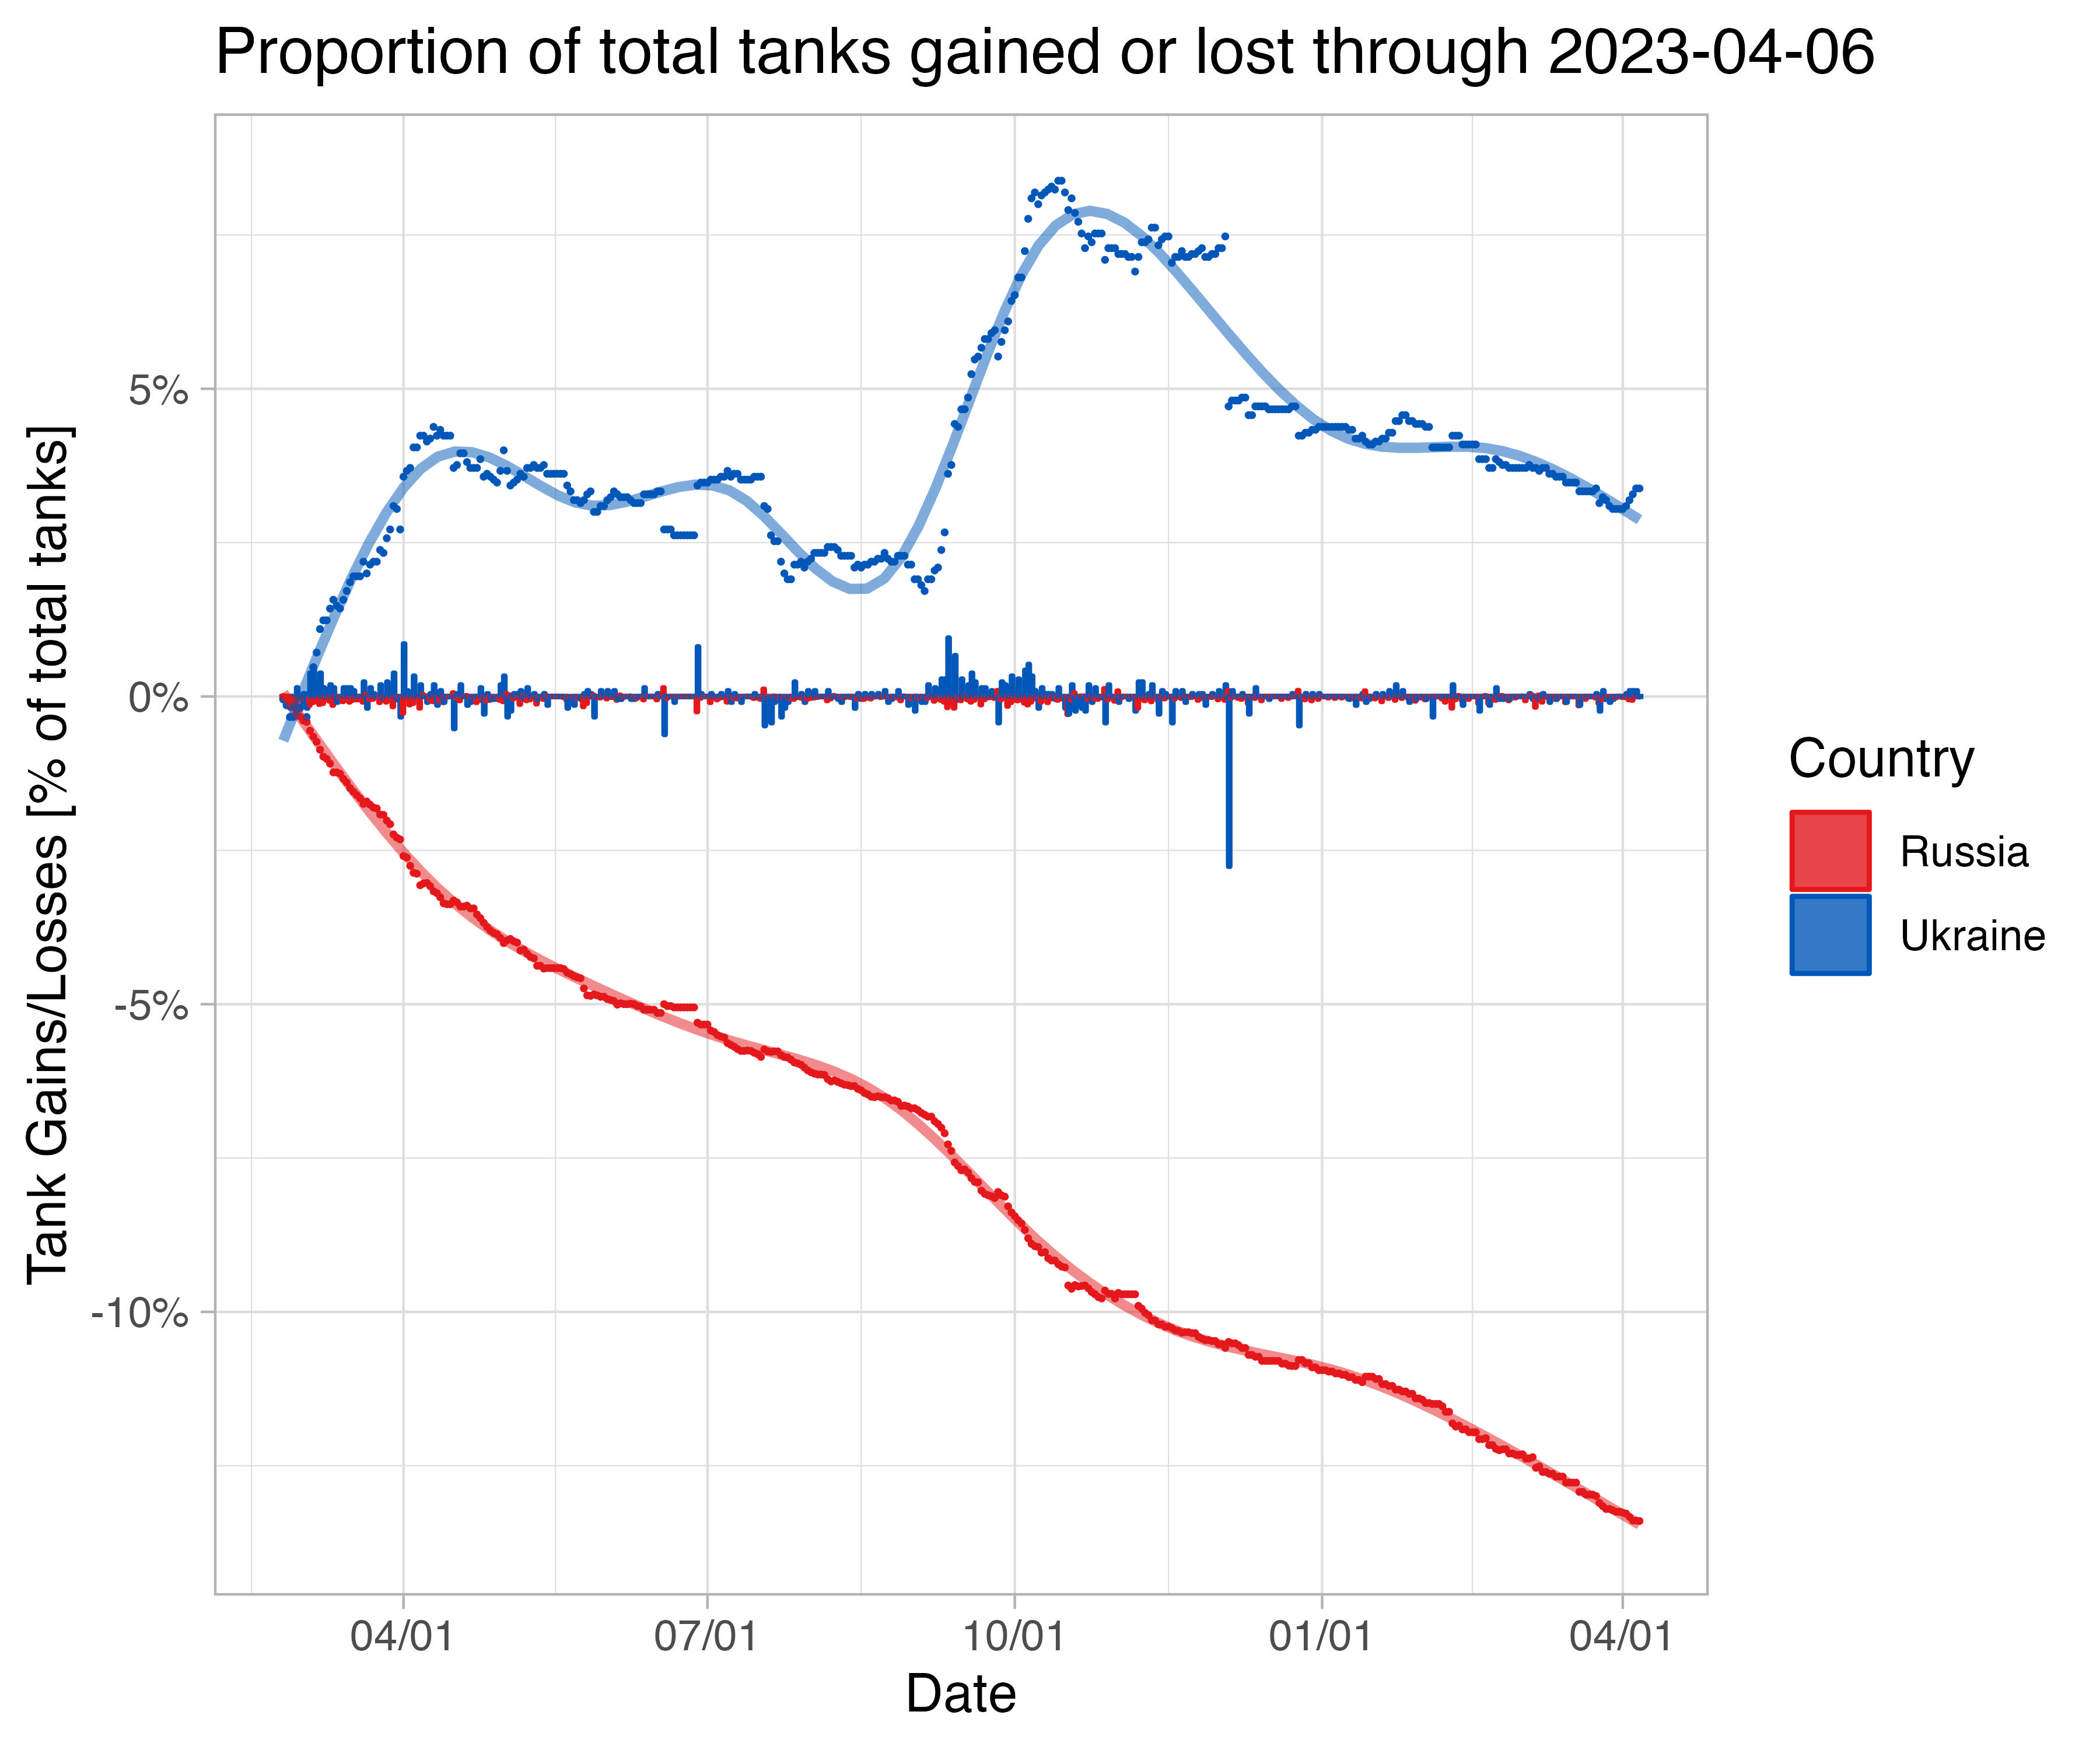 Proportion of total tanks gained or lost through 2023-04-06
Tank Gains/Losses [% of total tanks]
5%
0%
-5%
-10%
04/01
07/01
10/01
01/01
04/01
Date
Country
Russia
Ukraine